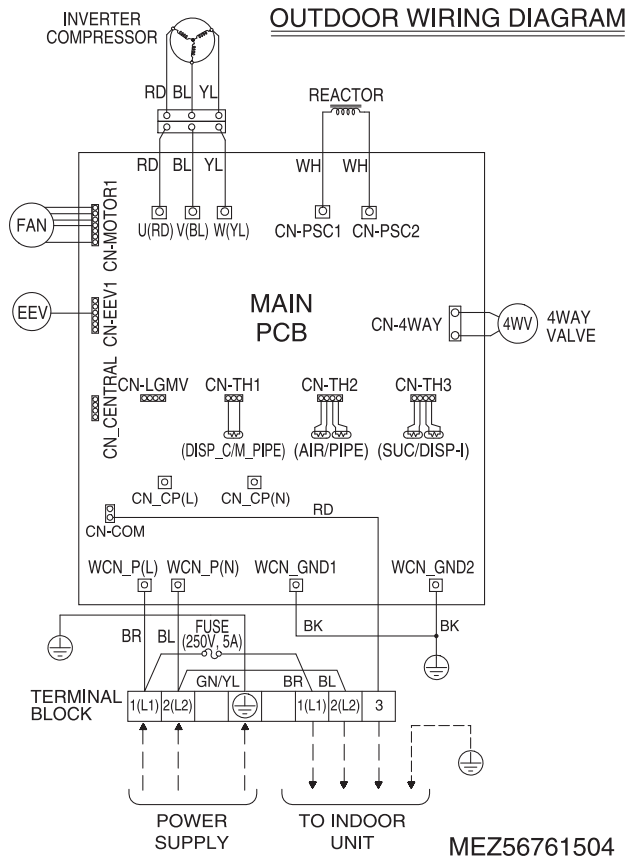 OUTDOOR WIRING DIAGRAM
INVERTER
COMPRESSOR
RD BL YL
REACTOR
RD BL YL
WH WH
FAN
CN-MOTOR1
U(RD) V(BL) W(YL)
CN-PSC1 CN-PSC2
EEV
CN-EEV1
MAIN
PCB
CN-4WAY
4WV
4WAY
VALVE
CN_CENTRAL
CN-LGMV
CN-TH1
CN-TH2
CN-TH3
(DISP_C/M_PIPE)
(AIR/PIPE)
(SUC/DISP-I)
CN_CP(L)
CN_CP(N)
RD
CN-COM
WCN_P(L)
WCN_P(N)
WCN_GND1
WCN_GND2
BR
BL
FUSE
(250V, 5A)
BK
BK
GN/YL
BR BL
TERMINAL
BLOCK
1(L1) 2(L2) 1(L1) 2(L2) 3
POWER
SUPPLY
TO INDOOR
UNIT
MEZ56761504